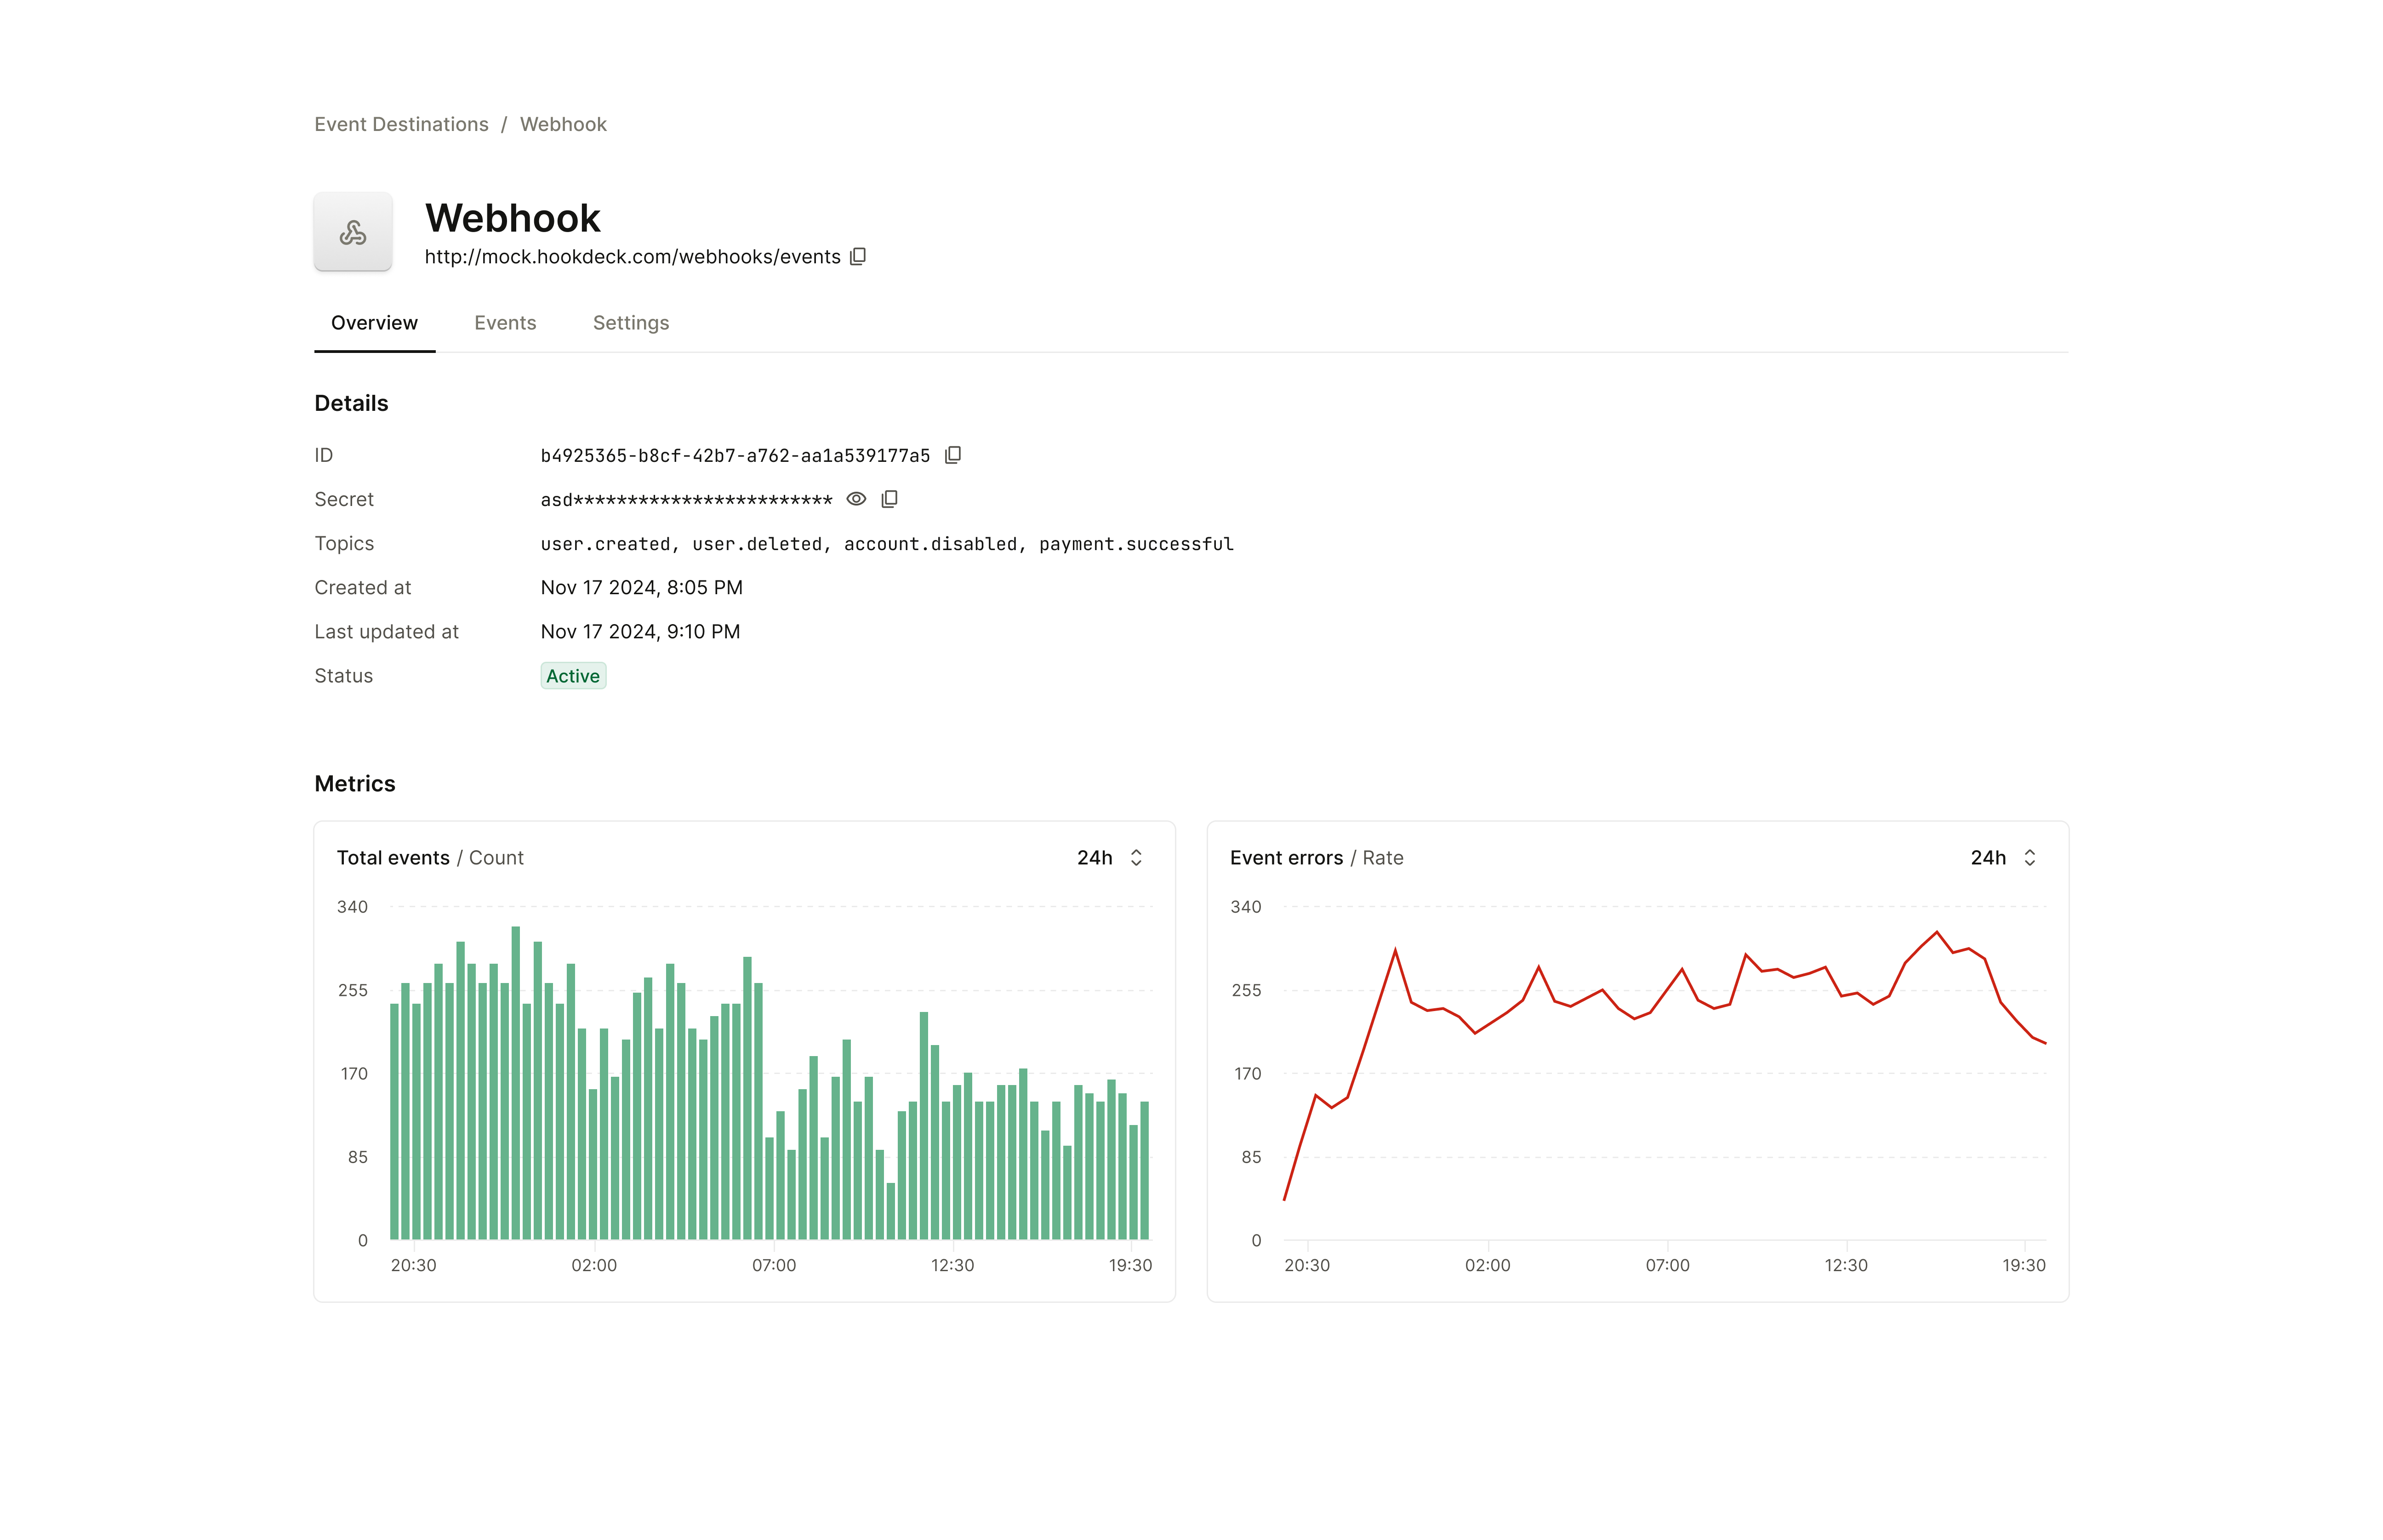 Event Destinations / Webhook
Webhook
http://mock.hookdeck.com/webhooks/events
Overview Events Settings
Details
ID b4925365-b8cf-42b7-a762-aa1a539177a5
Secret asd************************
Topics user.created, user.deleted, account.disabled, payment.successful
Created at Nov 17 2024, 8:05 PM
Last updated at Nov 17 2024, 9:10 PM
Status Active
Metrics
Total events / Count 24h
340
255
170
85
0
20:30 02:00 07:00 12:30 19:30
Event errors / Rate 24h
340
255
170
85
0
20:30 02:00 07:00 12:30 19:30